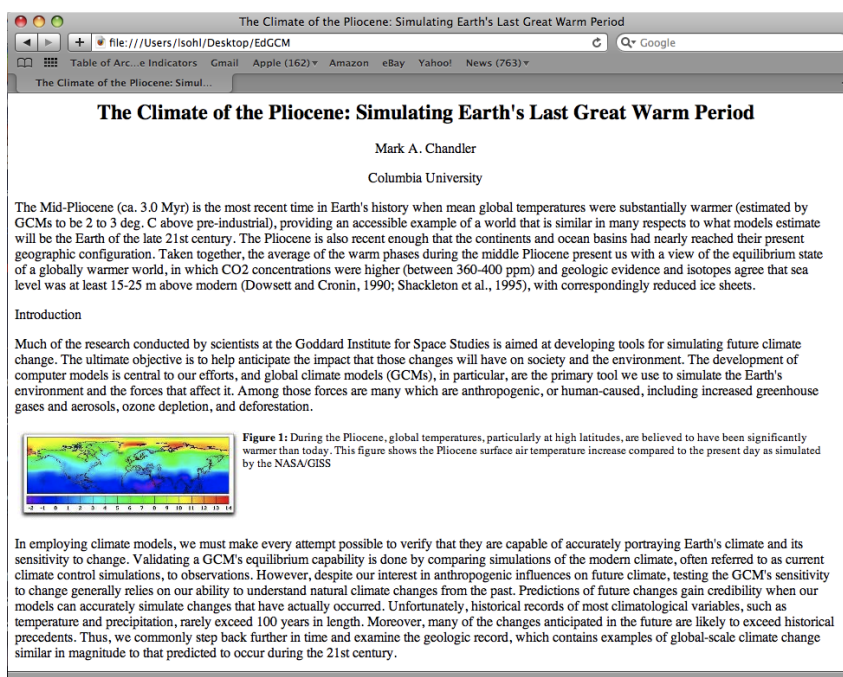 The Climate of the Pliocene: Simulating Earth's Last Great Warm Period
file:///Users/lsohl/Desktop/EdGCM
Google
Table of Arc...e Indicators Gmail Apple (162) Amazon eBay Yahoo! News (763)
The Climate of the Pliocene: Simul...
The Climate of the Pliocene: Simulating Earth's Last Great Warm Period
Mark A. Chandler
Columbia University
The Mid-Pliocene (ca. 3.0 Myr) is the most recent time in Earth's history when mean global temperatures were substantially warmer (estimated by
GCMs to be 2 to 3 deg. C above pre-industrial), providing an accessible example of a world that is similar in many respects to what models estimate
will be the Earth of the late 21st century. The Pliocene is also recent enough that the continents and ocean basins had nearly reached their present
geographic configuration. Taken together, the average of the warm phases during the middle Pliocene present us with a view of the equilibrium state
of a globally warmer world, in which CO2 concentrations were higher (between 360-400 ppm) and geologic evidence and isotopes agree that sea
level was at least 15-25 m above modern (Dowsett and Cronin, 1990; Shackleton et al., 1995), with correspondingly reduced ice sheets.
Introduction
Much of the research conducted by scientists at the Goddard Institute for Space Studies is aimed at developing tools for simulating future climate
change. The ultimate objective is to help anticipate the impact that those changes will have on society and the environment. The development of
computer models is central to our efforts, and global climate models (GCMs), in particular, are the primary tool we use to simulate the Earth's
environment and the forces that affect it. Among those forces are many which are anthropogenic, or human-caused, including increased greenhouse
gases and aerosols, ozone depletion, and deforestation.
Figure 1: During the Pliocene, global temperatures, particularly at high latitudes, are believed to have been significantly
warmer than today. This figure shows the Pliocene surface air temperature increase compared to the present day as simulated
by the NASA/GISS
-2 -1 0 1 2 3 4 5 6 7 8 9 10 11 12 13 14
In employing climate models, we must make every attempt possible to verify that they are capable of accurately portraying Earth's climate and its
sensitivity to change. Validating a GCM's equilibrium capability is done by comparing simulations of the modern climate, often referred to as current
climate control simulations, to observations. However, despite our interest in anthropogenic influences on future climate, testing the GCM's sensitivity
to change generally relies on our ability to understand natural climate changes from the past. Predictions of future changes gain credibility when our
models can accurately simulate changes that have actually occurred. Unfortunately, historical records of most climatological variables, such as
temperature and precipitation, rarely exceed 100 years in length. Moreover, many of the changes anticipated in the future are likely to exceed historical
precedents. Thus, we commonly step back further in time and examine the geologic record, which contains examples of global-scale climate change
similar in magnitude to that predicted to occur during the 21st century.